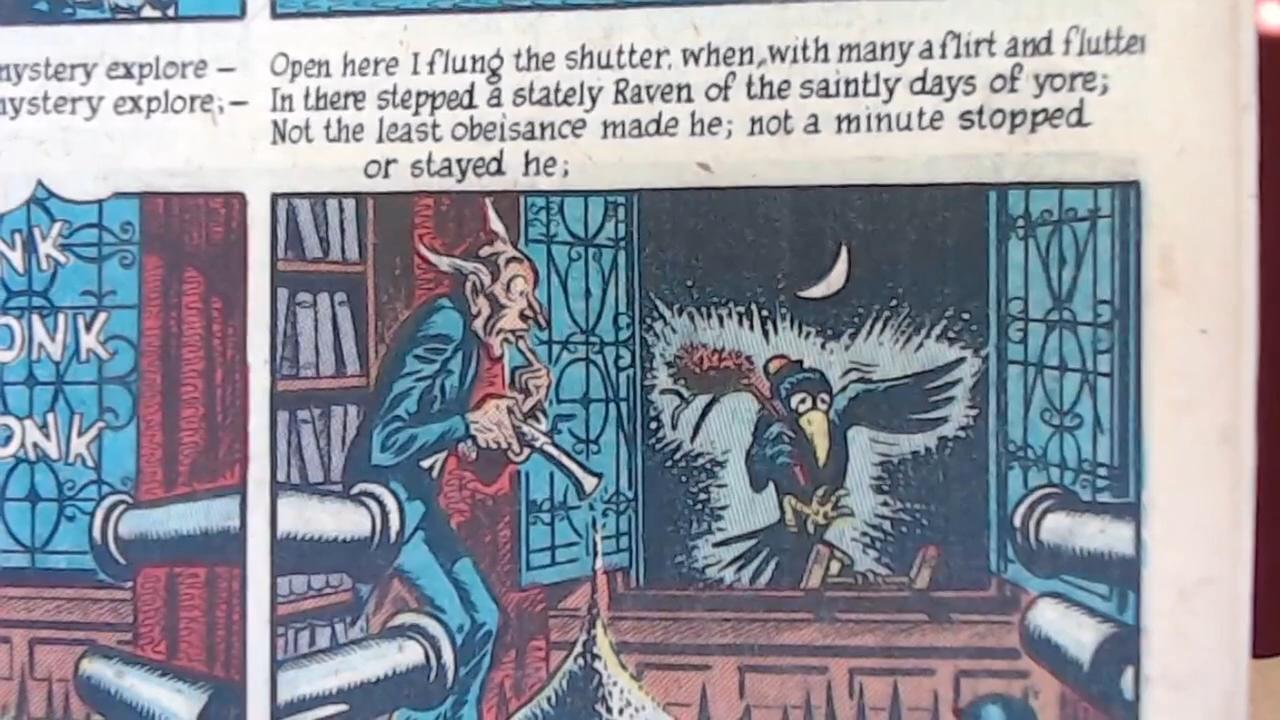 mystery explore –
mystery explore; –
Open here I flung the shutter, when, with many a flirt and flutter
In there stepped a stately Raven of the saintly days of yore;
Not the least obeisance made he; not a minute stopped
or stayed he;
NK
ONK
ONK